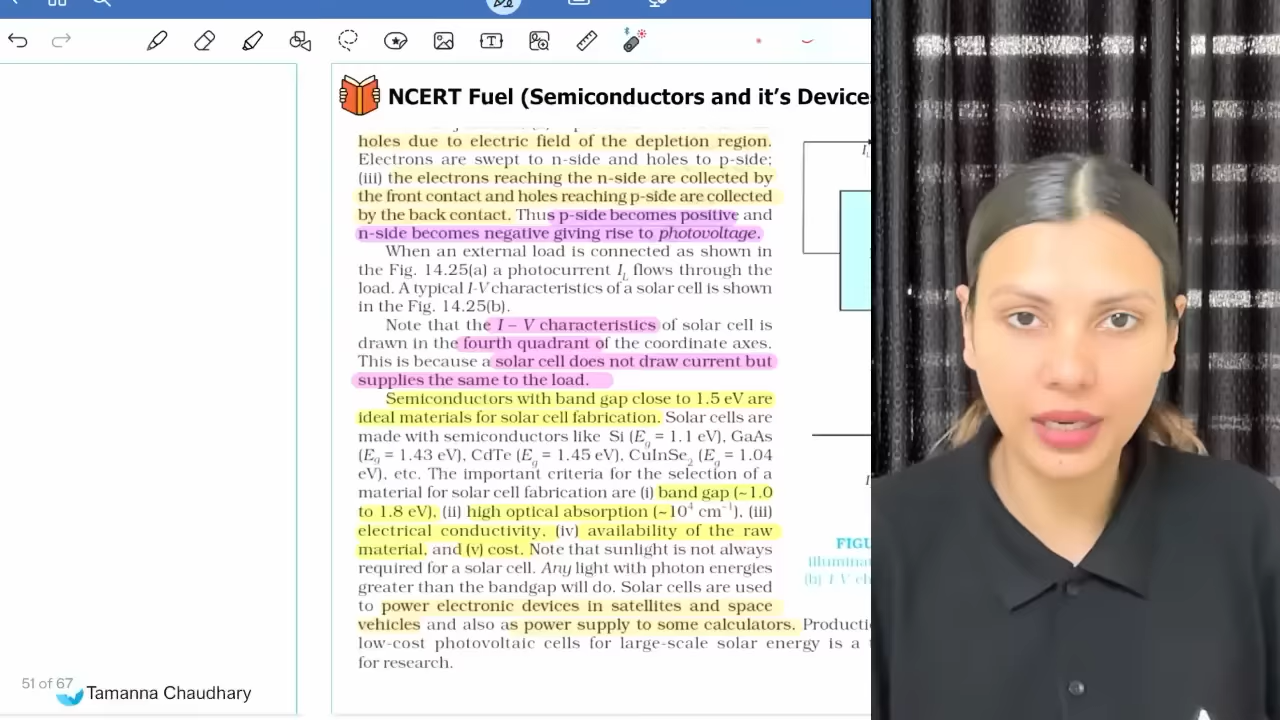 NCERT Fuel (Semiconductors and it's Device
holes due to electric field of the depletion region.
Electrons are swept to n-side and holes to p-side;
(iii) the electrons reaching the n-side are collected by
the front contact and holes reaching p-side are collected
by the back contact. Thus p-side becomes positive and
n-side becomes negative giving rise to photovoltage.
When an external load is connected as shown in
the Fig. 14.25(a) a photocurrent I_L flows through the
load. A typical I-V characteristics of a solar cell is shown
in the Fig. 14.25(b).
Note that the I – V characteristics of solar cell is
drawn in the fourth quadrant of the coordinate axes.
This is because a solar cell does not draw current but
supplies the same to the load.
Semiconductors with band gap close to 1.5 eV are
ideal materials for solar cell fabrication. Solar cells are
made with semiconductors like Si (E_g = 1.1 eV), GaAs
(E_g = 1.43 eV), CdTe (E_g = 1.45 eV), CuInSe_2 (E_g = 1.04
eV), etc. The important criteria for the selection of a
material for solar cell fabrication are (i) band gap (~1.0
to 1.8 eV), (ii) high optical absorption (~10^4 cm^–1), (iii)
electrical conductivity, (iv) availability of the raw
material, and (v) cost. Note that sunlight is not always
required for a solar cell. Any light with photon energies
greater than the bandgap will do. Solar cells are used
to power electronic devices in satellites and space
vehicles and also as power supply to some calculators. Producti
low-cost photovoltaic cells for large-scale solar energy is a t
for research.
FIGU
illuminat
(b) I-V ch
51 of 67
Tamanna Chaudhary